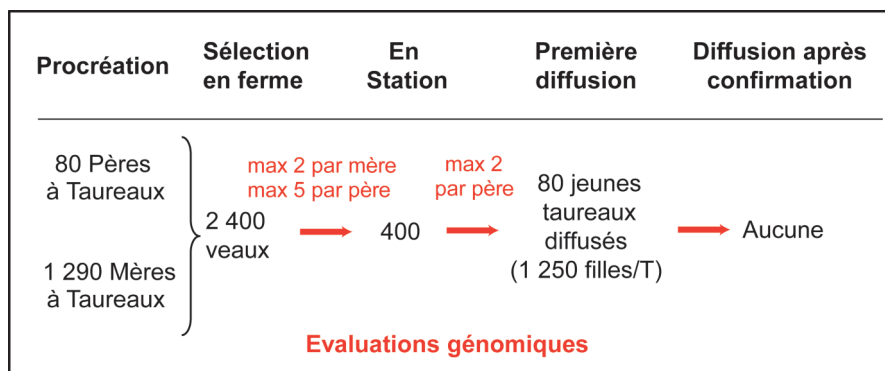 Procréation
Sélection
en ferme
En
Station
Première
diffusion
Diffusion après
confirmation
80 Pères
à Taureaux
1 290 Mères
à Taureaux
2 400
veaux
max 2 par mère
max 5 par père
400
max 2
par père
80 jeunes
taureaux
diffusés
(1 250 filles/T)
Aucune
Evaluations génomiques